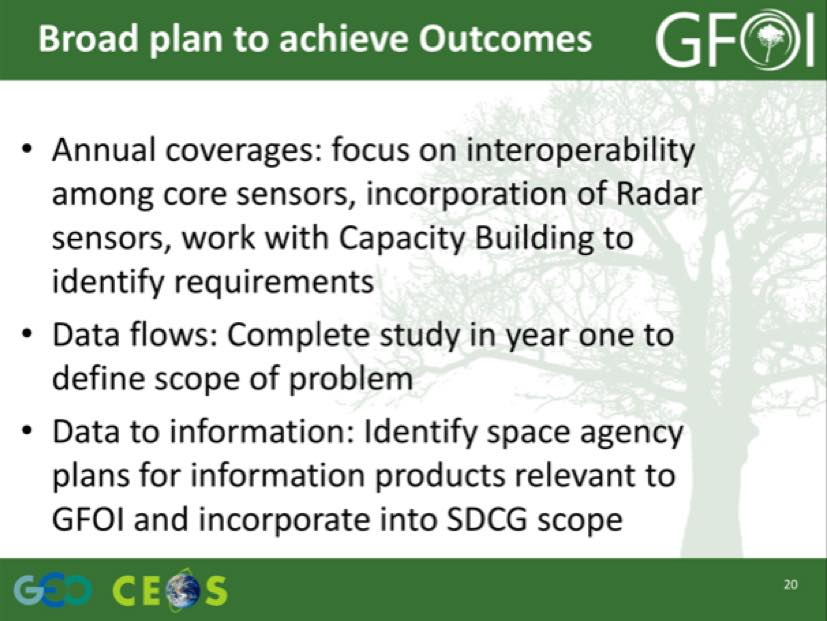 Broad plan to achieve Outcomes
GFOI
• Annual coverages: focus on interoperability
among core sensors, incorporation of Radar
sensors, work with Capacity Building to
identify requirements
• Data flows: Complete study in year one to
define scope of problem
• Data to information: Identify space agency
plans for information products relevant to
GFOI and incorporate into SDCG scope
GEO CEOS
20